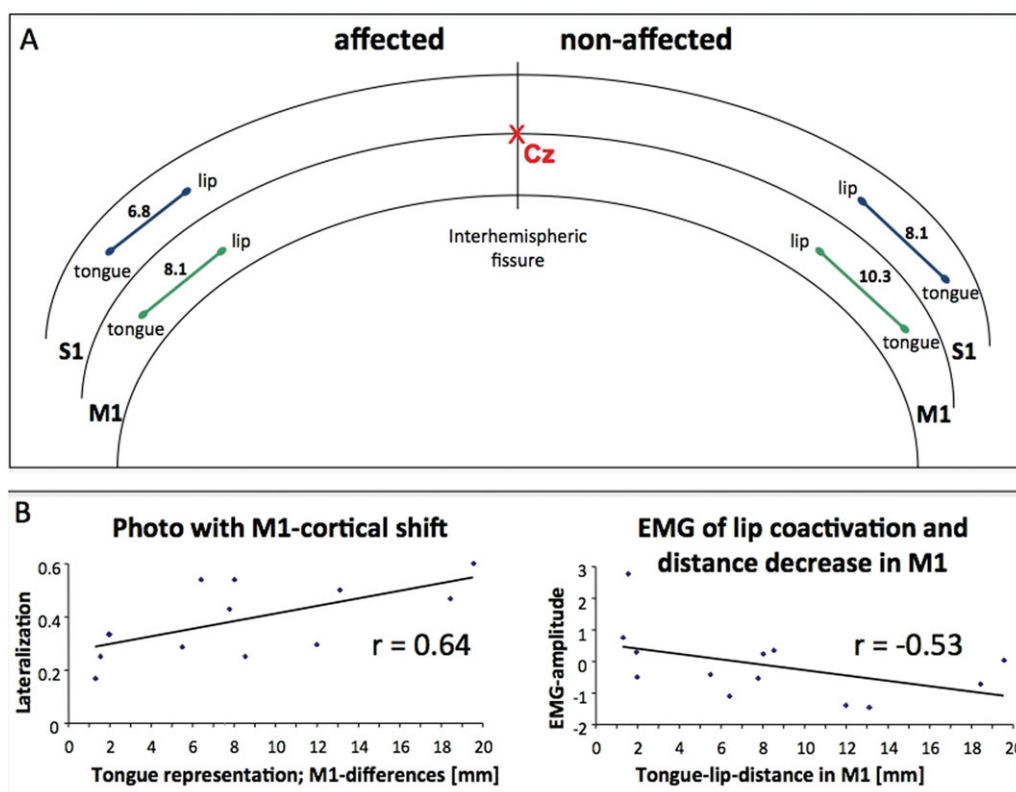 A
affected
non-affected
Cz
Interhemispheric
fissure
lip
6.8
tongue
lip
8.1
tongue
S1
M1
lip
8.1
tongue
lip
10.3
tongue
S1
M1
B
Photo with M1-cortical shift
Lateralization
0.6
0.4
0.2
0
r = 0.64
0 2 4 6 8 10 12 14 16 18 20
Tongue representation; M1-differences [mm]
EMG of lip coactivation and
distance decrease in M1
EMG-amplitude
3
2
1
0
-1
-2
r = -0.53
0 2 4 6 8 10 12 14 16 18 20
Tongue-lip-distance in M1 [mm]